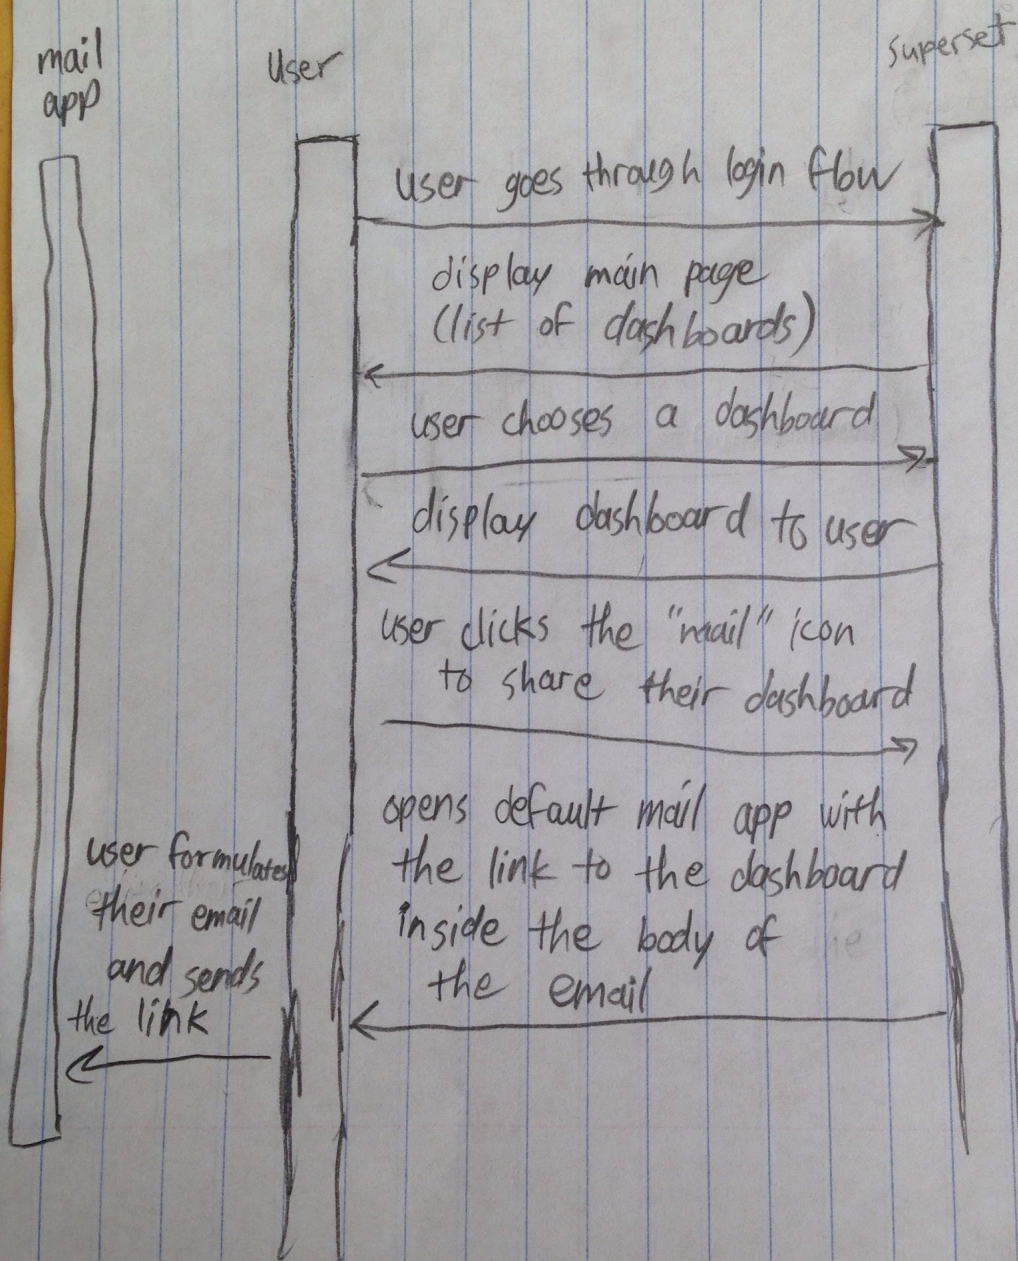 mail
app
User
superset
user goes through login flow
display main page
(list of dashboards)
user chooses a dashboard
display dashboard to user
user clicks the "mail" icon
to share their dashboard
opens default mail app with
the link to the dashboard
inside the body of
the email
user formulates
their email
and sends
the link